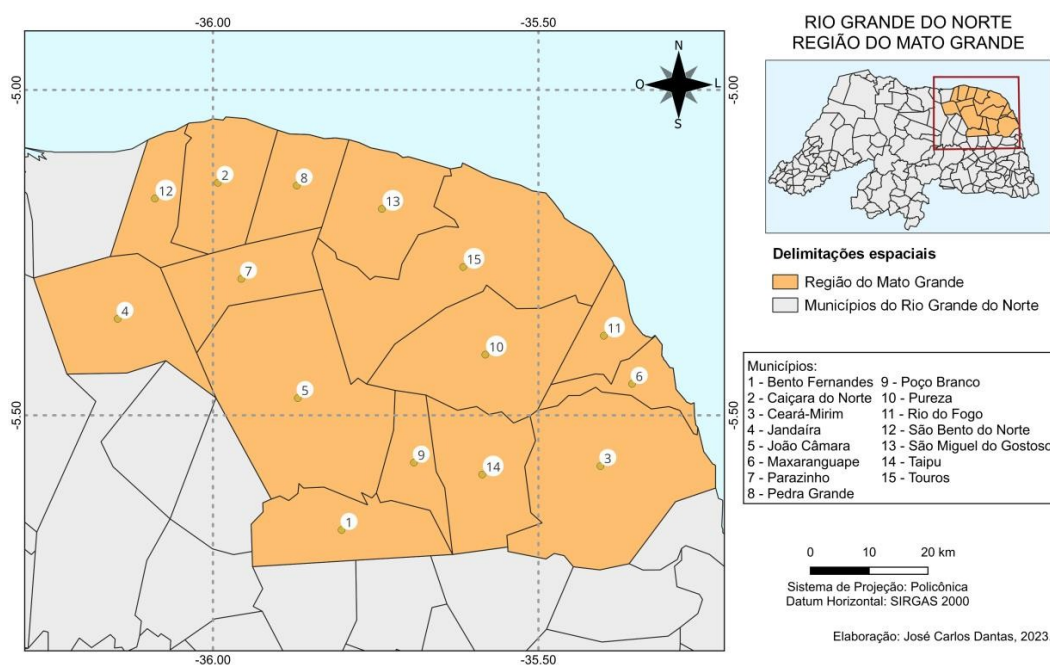 -36.00
-35.50
RIO GRANDE DO NORTE
REGIÃO DO MATO GRANDE
N
O
L
S
-5.00
-5.00
2
8
12
13
15
7
4
11
10
6
5
-5.50
-5.50
9
14
3
1
-36.00
-35.50
Delimitações espaciais
Região do Mato Grande
Municípios do Rio Grande do Norte
Municípios:
1 - Bento Fernandes 9 - Poço Branco
2 - Caiçara do Norte 10 - Pureza
3 - Ceará-Mirim 11 - Rio do Fogo
4 - Jandaíra 12 - São Bento do Norte
5 - João Câmara 13 - São Miguel do Gostoso
6 - Maxaranguape 14 - Taipu
7 - Parazinho 15 - Touros
8 - Pedra Grande
0 10 20 km
Sistema de Projeção: Policônica
Datum Horizontal: SIRGAS 2000
Elaboração: José Carlos Dantas, 2023